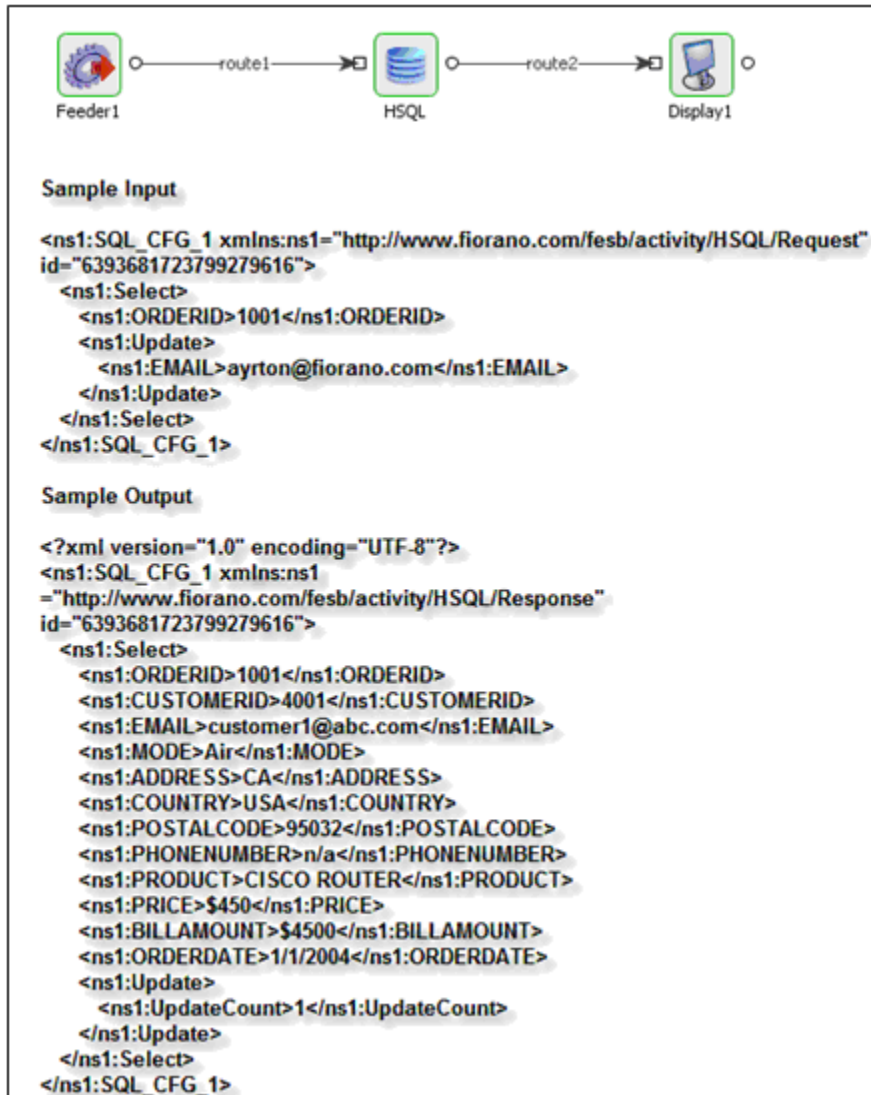 route1 route2
Feeder1 HSQL Display1
Sample Input
<ns1:SQL_CFG_1 xmlns:ns1="http://www.fiorano.com/fesb/activity/HSQL/Request"
id="6393681723799279616">
<ns1:Select>
<ns1:ORDERID>1001</ns1:ORDERID>
<ns1:Update>
<ns1:EMAIL>ayrton@fiorano.com</ns1:EMAIL>
</ns1:Update>
</ns1:Select>
</ns1:SQL_CFG_1>
Sample Output
<?xml version="1.0" encoding="UTF-8"?>
<ns1:SQL_CFG_1 xmlns:ns1
="http://www.fiorano.com/fesb/activity/HSQL/Response"
id="6393681723799279616">
<ns1:Select>
<ns1:ORDERID>1001</ns1:ORDERID>
<ns1:CUSTOMERID>4001</ns1:CUSTOMERID>
<ns1:EMAIL>customer1@abc.com</ns1:EMAIL>
<ns1:MODE>Air</ns1:MODE>
<ns1:ADDRESS>CA</ns1:ADDRESS>
<ns1:COUNTRY>USA</ns1:COUNTRY>
<ns1:POSTALCODE>95032</ns1:POSTALCODE>
<ns1:PHONENUMBER>n/a</ns1:PHONENUMBER>
<ns1:PRODUCT>CISCO ROUTER</ns1:PRODUCT>
<ns1:PRICE>$450</ns1:PRICE>
<ns1:BILLAMOUNT>$4500</ns1:BILLAMOUNT>
<ns1:ORDERDATE>1/1/2004</ns1:ORDERDATE>
<ns1:Update>
<ns1:UpdateCount>1</ns1:UpdateCount>
</ns1:Update>
</ns1:Select>
</ns1:SQL_CFG_1>